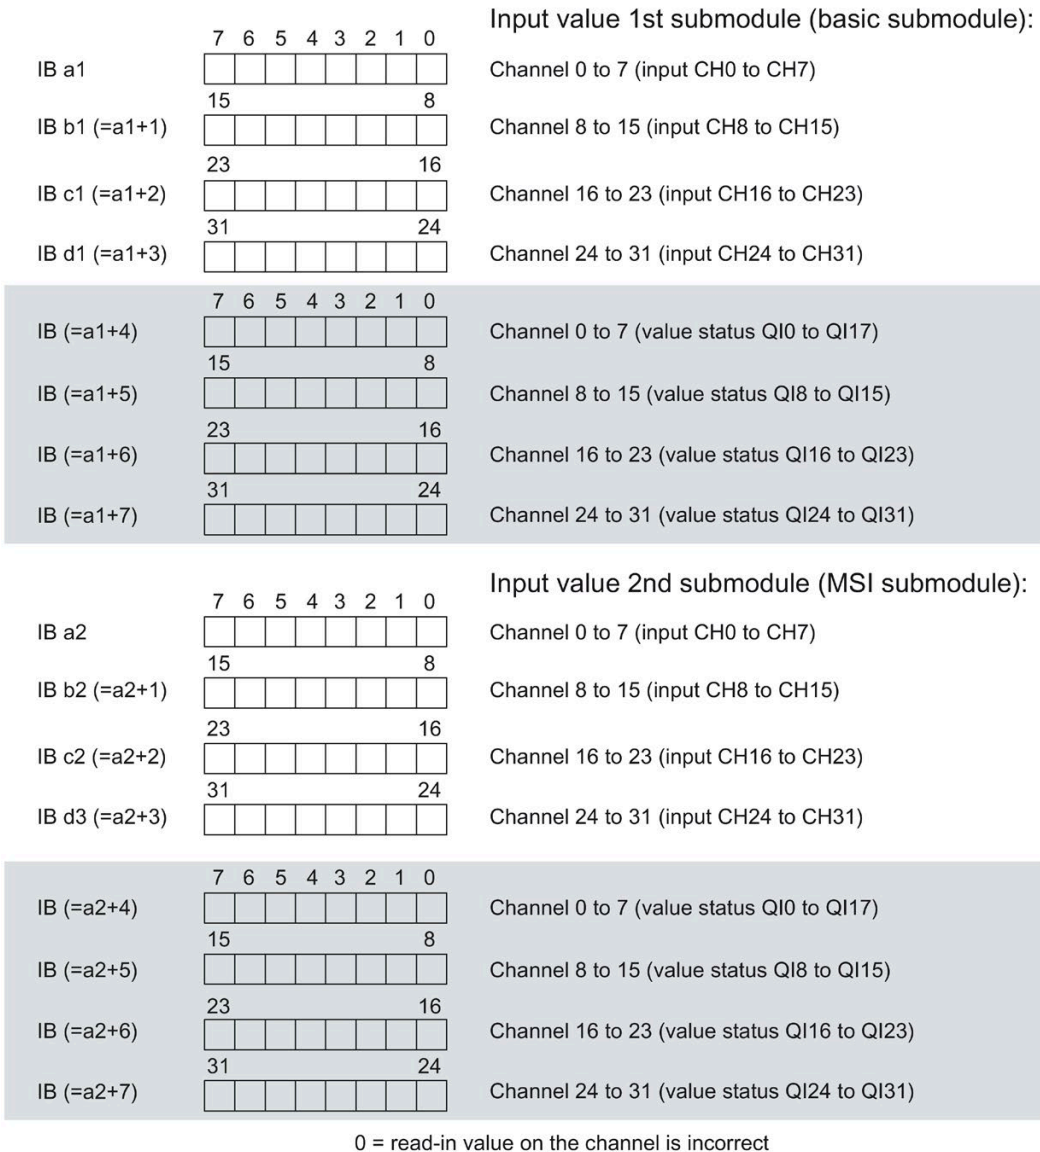 Input value 1st submodule (basic submodule):
7 6 5 4 3 2 1 0
IB a1 Channel 0 to 7 (input CH0 to CH7)
15 8
IB b1 (=a1+1) Channel 8 to 15 (input CH8 to CH15)
23 16
IB c1 (=a1+2) Channel 16 to 23 (input CH16 to CH23)
31 24
IB d1 (=a1+3) Channel 24 to 31 (input CH24 to CH31)
7 6 5 4 3 2 1 0
IB (=a1+4) Channel 0 to 7 (value status QI0 to QI17)
15 8
IB (=a1+5) Channel 8 to 15 (value status QI8 to QI15)
23 16
IB (=a1+6) Channel 16 to 23 (value status QI16 to QI23)
31 24
IB (=a1+7) Channel 24 to 31 (value status QI24 to QI31)
Input value 2nd submodule (MSI submodule):
7 6 5 4 3 2 1 0
IB a2 Channel 0 to 7 (input CH0 to CH7)
15 8
IB b2 (=a2+1) Channel 8 to 15 (input CH8 to CH15)
23 16
IB c2 (=a2+2) Channel 16 to 23 (input CH16 to CH23)
31 24
IB d3 (=a2+3) Channel 24 to 31 (input CH24 to CH31)
7 6 5 4 3 2 1 0
IB (=a2+4) Channel 0 to 7 (value status QI0 to QI17)
15 8
IB (=a2+5) Channel 8 to 15 (value status QI8 to QI15)
23 16
IB (=a2+6) Channel 16 to 23 (value status QI16 to QI23)
31 24
IB (=a2+7) Channel 24 to 31 (value status QI24 to QI31)
0 = read-in value on the channel is incorrect